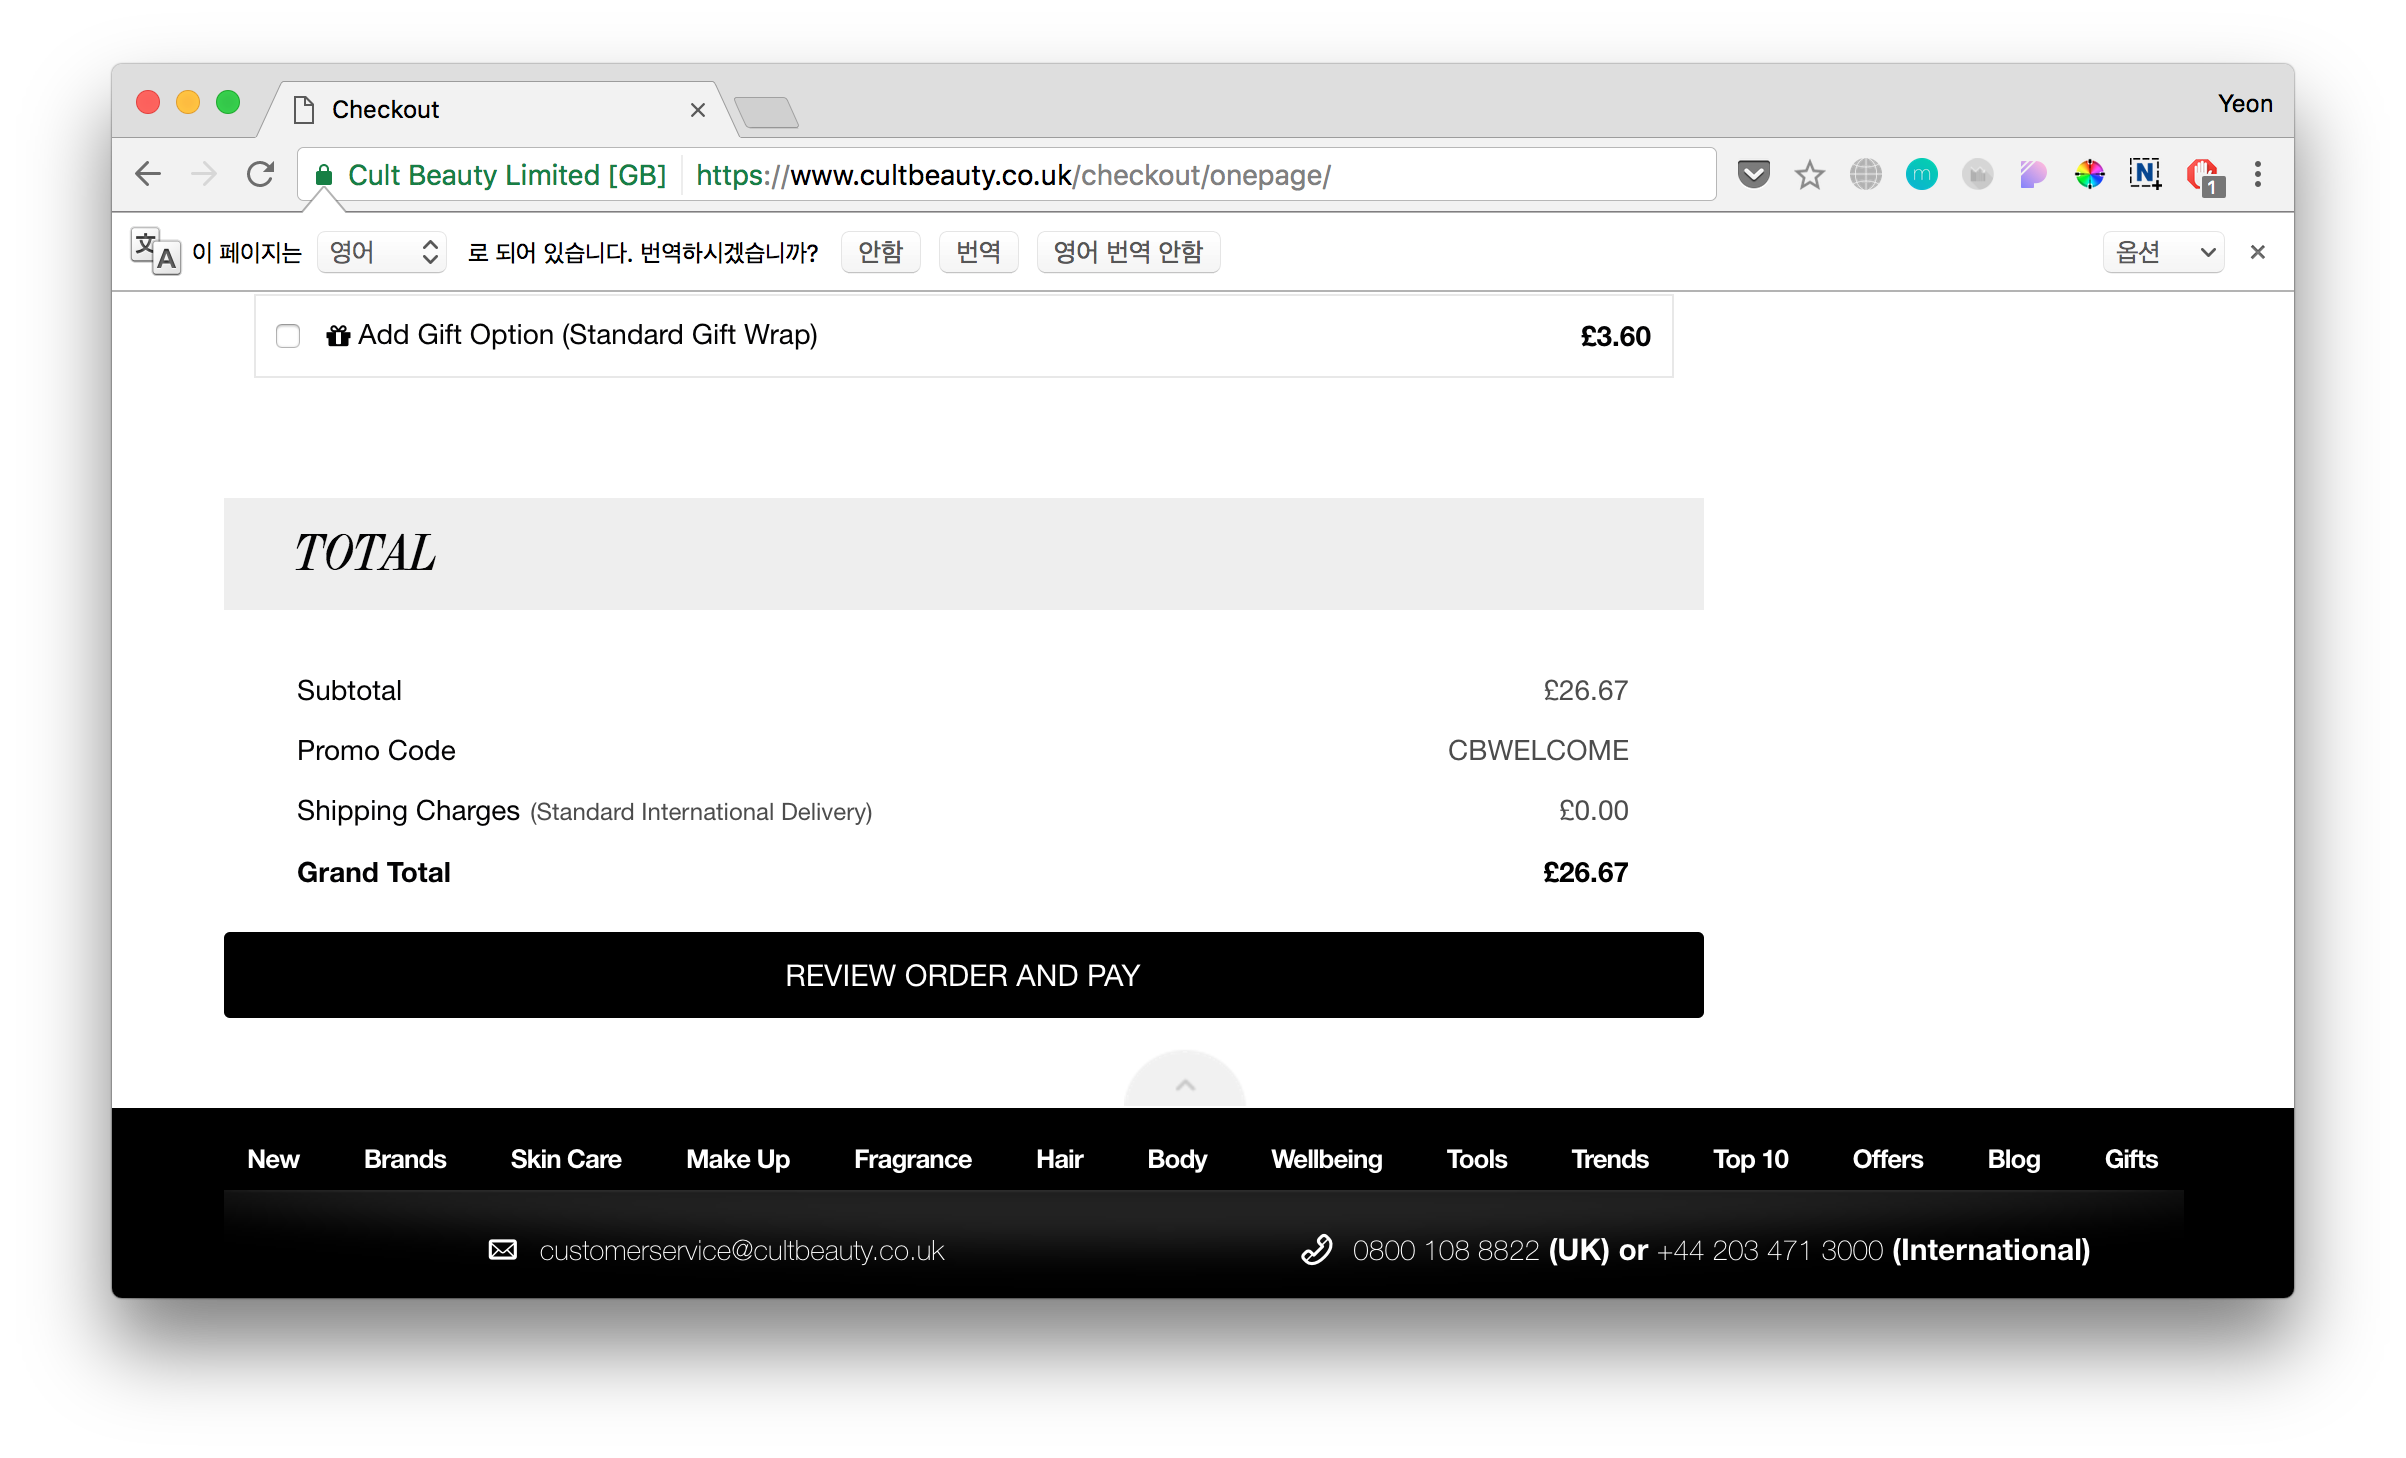 Checkout
Yeon
Cult Beauty Limited [GB] https://www.cultbeauty.co.uk/checkout/onepage/
m
N
1
文A 이 페이지는 영어 로 되어 있습니다. 번역하시겠습니까? 안함 번역 영어 번역 안함 옵션
Add Gift Option (Standard Gift Wrap) £3.60
TOTAL
Subtotal £26.67
Promo Code CBWELCOME
Shipping Charges (Standard International Delivery) £0.00
Grand Total £26.67
REVIEW ORDER AND PAY
New Brands Skin Care Make Up Fragrance Hair Body Wellbeing Tools Trends Top 10 Offers Blog Gifts
customerservice@cultbeauty.co.uk 0800 108 8822 (UK) or +44 203 471 3000 (International)